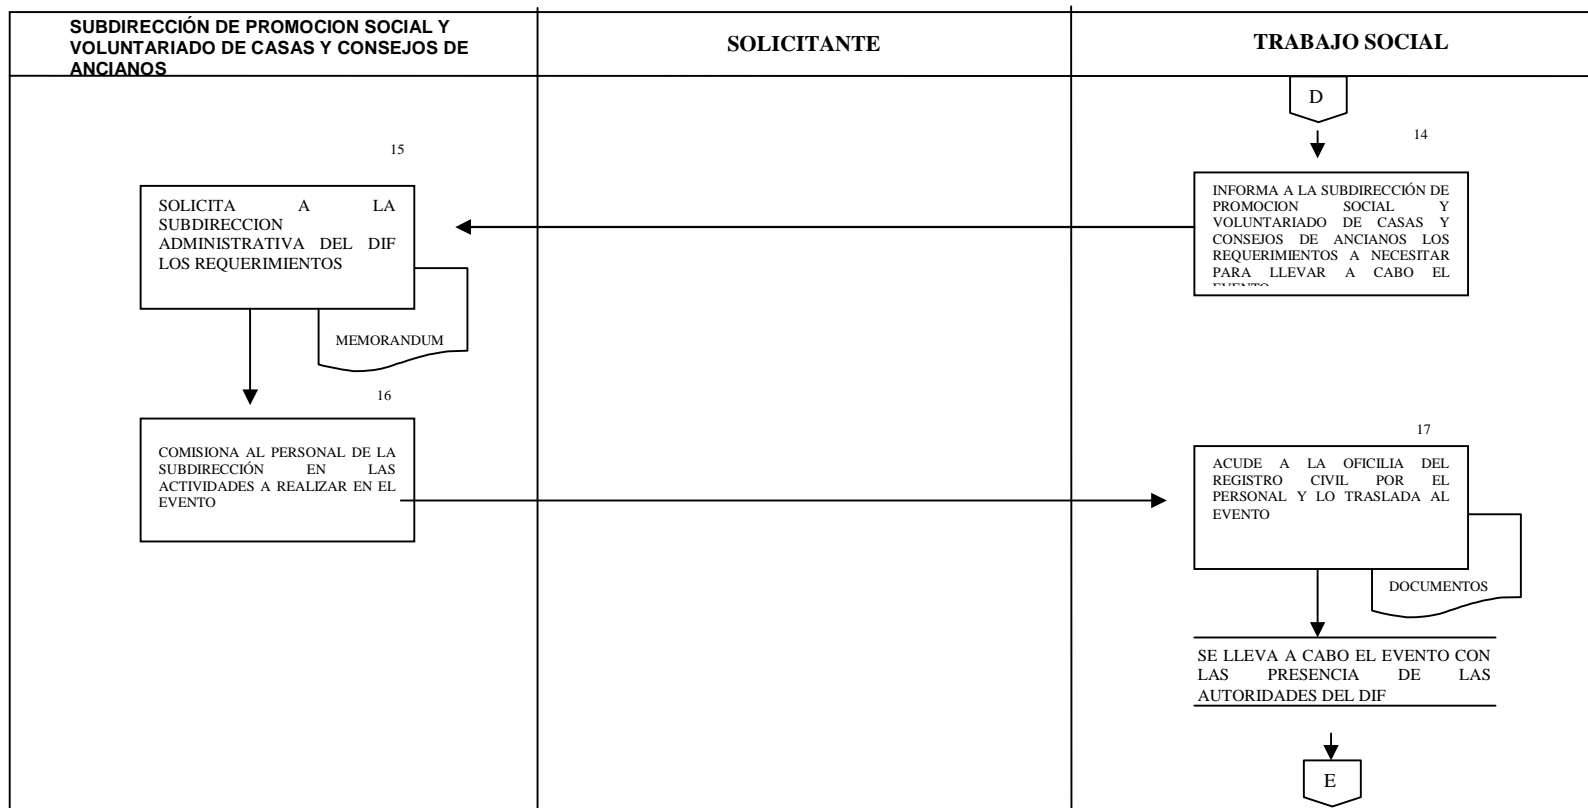 SUBDIRECCIÓN DE PROMOCION SOCIAL Y
VOLUNTARIADO DE CASAS Y CONSEJOS DE
ANCIANOS
SOLICITANTE
TRABAJO SOCIAL
D
14
INFORMA A LA SUBDIRECCIÓN DE
PROMOCION SOCIAL Y
VOLUNTARIADO DE CASAS Y
CONSEJOS DE ANCIANOS LOS
REQUERIMIENTOS A NECESITAR
PARA LLEVAR A CABO EL
EVENTO
15
SOLICITA A LA
SUBDIRECCION
ADMINISTRATIVA DEL DIF
LOS REQUERIMIENTOS
MEMORANDUM
16
COMISIONA AL PERSONAL DE LA
SUBDIRECCIÓN EN LAS
ACTIVIDADES A REALIZAR EN EL
EVENTO
17
ACUDE A LA OFICILIA DEL
REGISTRO CIVIL POR EL
PERSONAL Y LO TRASLADA AL
EVENTO
DOCUMENTOS
SE LLEVA A CABO EL EVENTO CON
LAS PRESENCIA DE LAS
AUTORIDADES DEL DIF
E